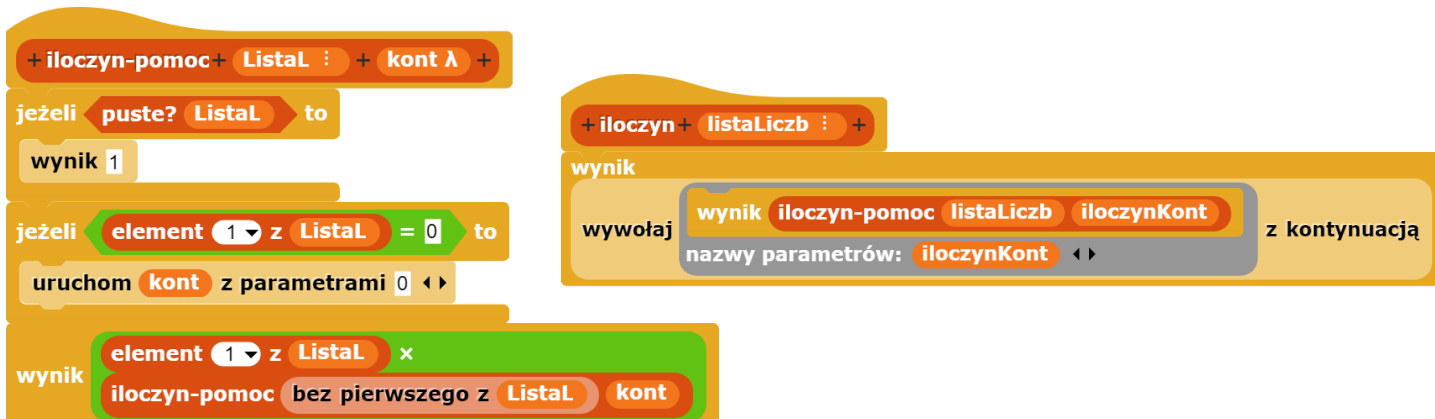 + iloczyn-pomoc + ListaL ⋮ + kont λ +
jeżeli puste? ListaL to
wynik 1
jeżeli element 1 ▾ z ListaL = 0 to
uruchom kont z parametrami 0 ◂ ▸
wynik
element 1 ▾ z ListaL ×
iloczyn-pomoc bez pierwszego z ListaL kont
+ iloczyn + listaLiczb ⋮ +
wynik
wywołaj
wynik iloczyn-pomoc listaLiczb iloczynKont
nazwy parametrów: iloczynKont ◂ ▸
z kontynuacją